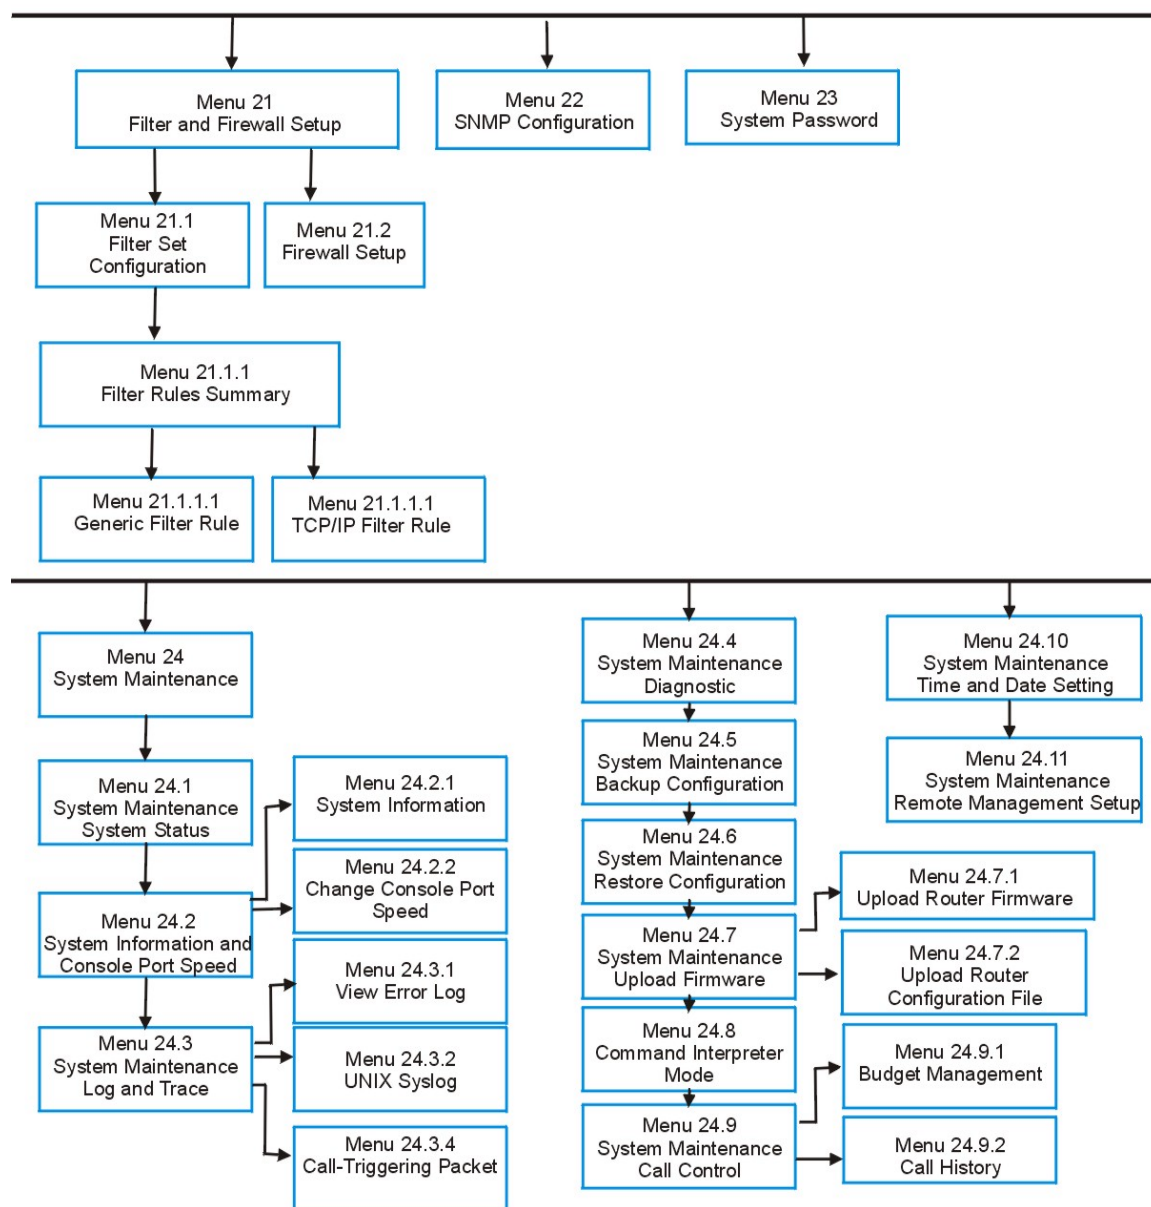 Menu 21
Filter and Firewall Setup
Menu 22
SNMP Configuration
Menu 23
System Password
Menu 21.1
Filter Set
Configuration
Menu 21.2
Firewall Setup
Menu 21.1.1
Filter Rules Summary
Menu 21.1.1.1
Generic Filter Rule
Menu 21.1.1.1
TCP/IP Filter Rule
Menu 24
System Maintenance
Menu 24.1
System Maintenance
System Status
Menu 24.2
System Information and
Console Port Speed
Menu 24.2.1
System Information
Menu 24.2.2
Change Console Port
Speed
Menu 24.3
System Maintenance
Log and Trace
Menu 24.3.1
View Error Log
Menu 24.3.2
UNIX Syslog
Menu 24.3.4
Call-Triggering Packet
Menu 24.4
System Maintenance
Diagnostic
Menu 24.5
System Maintenance
Backup Configuration
Menu 24.6
System Maintenance
Restore Configuration
Menu 24.7
System Maintenance
Upload Firmware
Menu 24.7.1
Upload Router Firmware
Menu 24.7.2
Upload Router
Configuration File
Menu 24.8
Command Interpreter
Mode
Menu 24.9
System Maintenance
Call Control
Menu 24.9.1
Budget Management
Menu 24.9.2
Call History
Menu 24.10
System Maintenance
Time and Date Setting
Menu 24.11
System Maintenance
Remote Management Setup